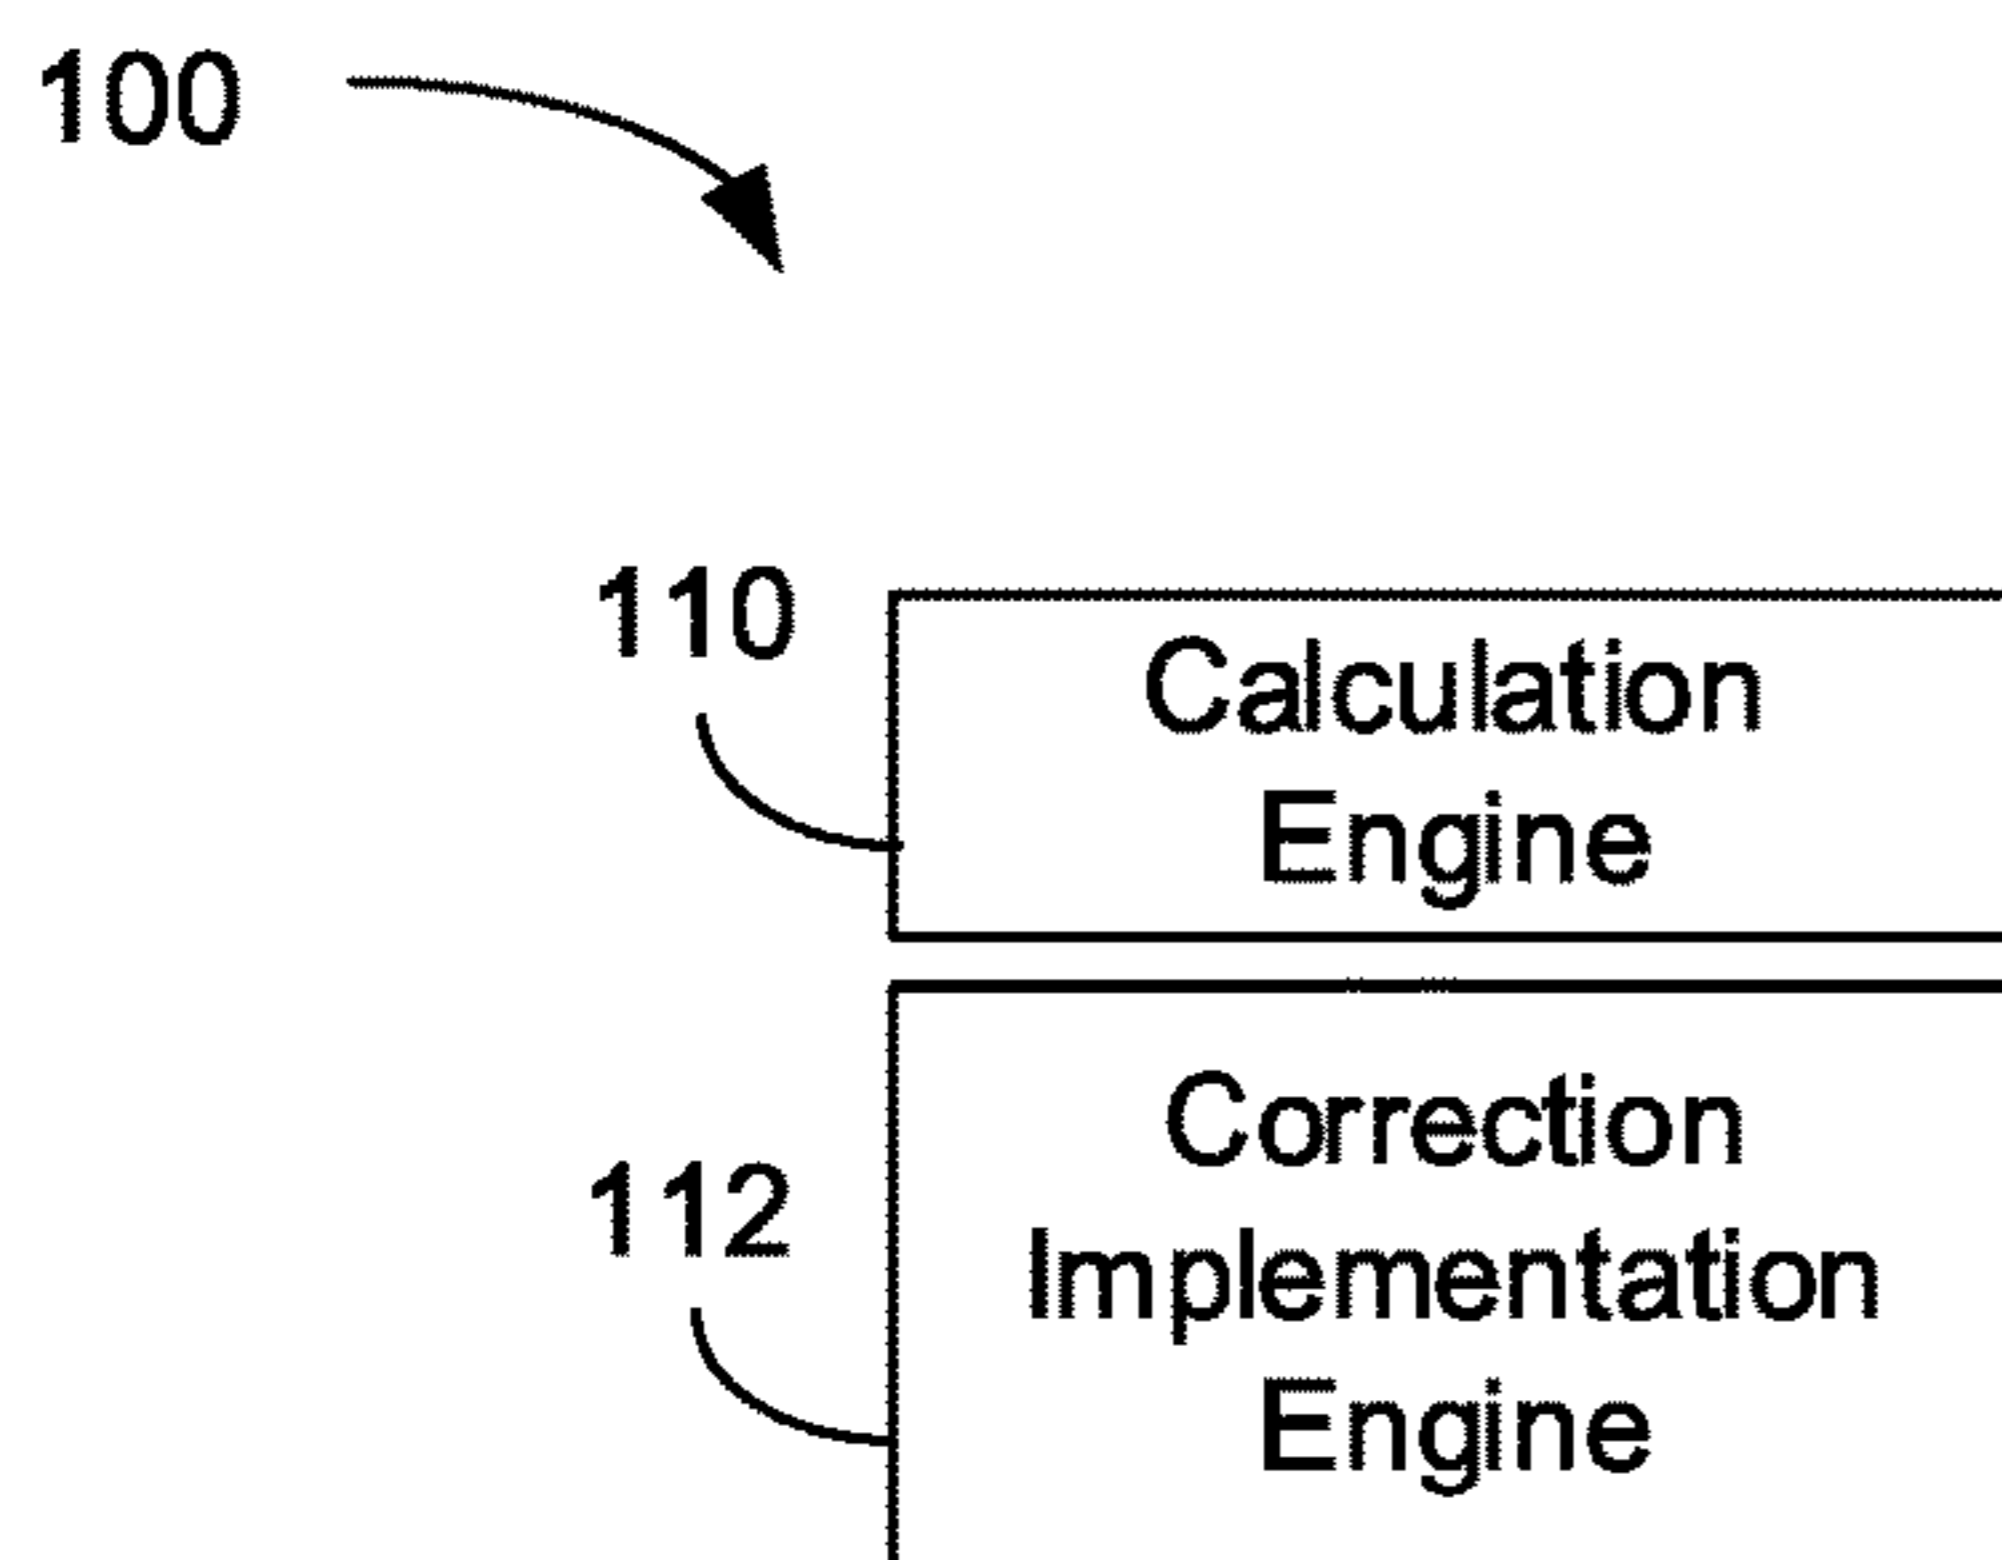 100
110
Calculation
Engine
112
Correction
Implementation
Engine